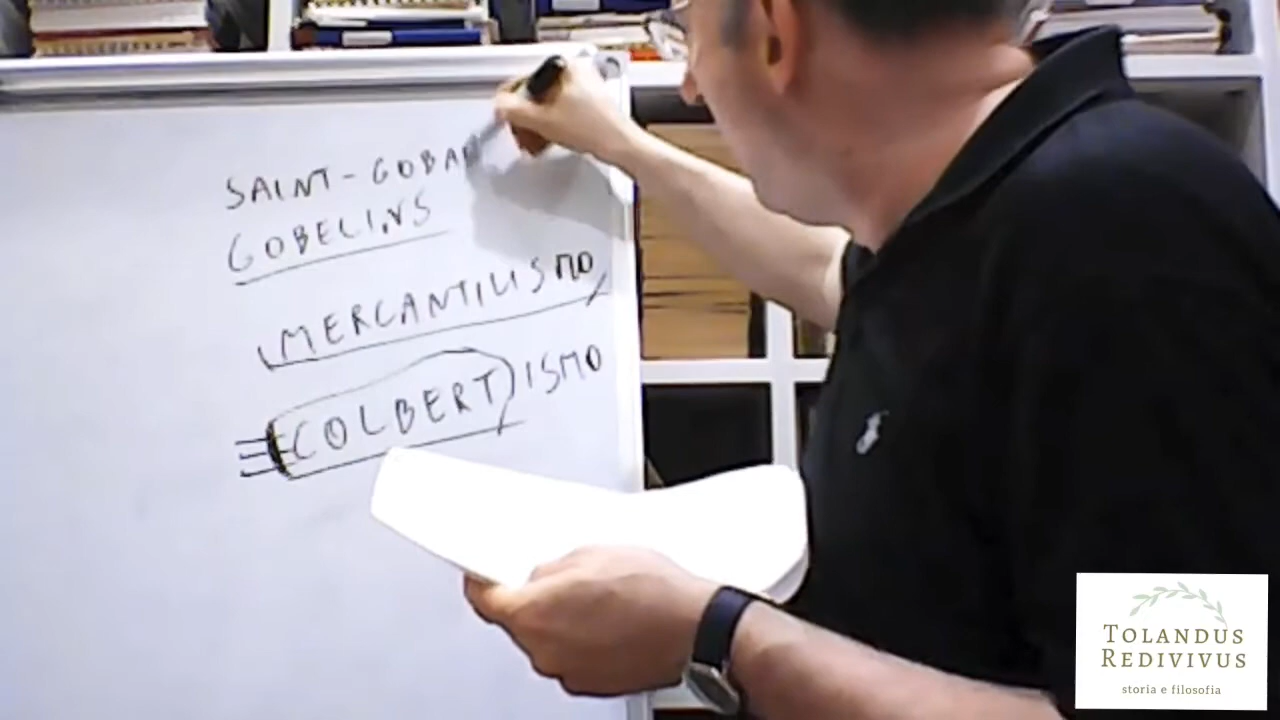 SAINT-GOBA
GOBELINS
MERCANTILISMO
COLBERTISMO
TOLANDUS
REDIVIVUS
storia e filosofia